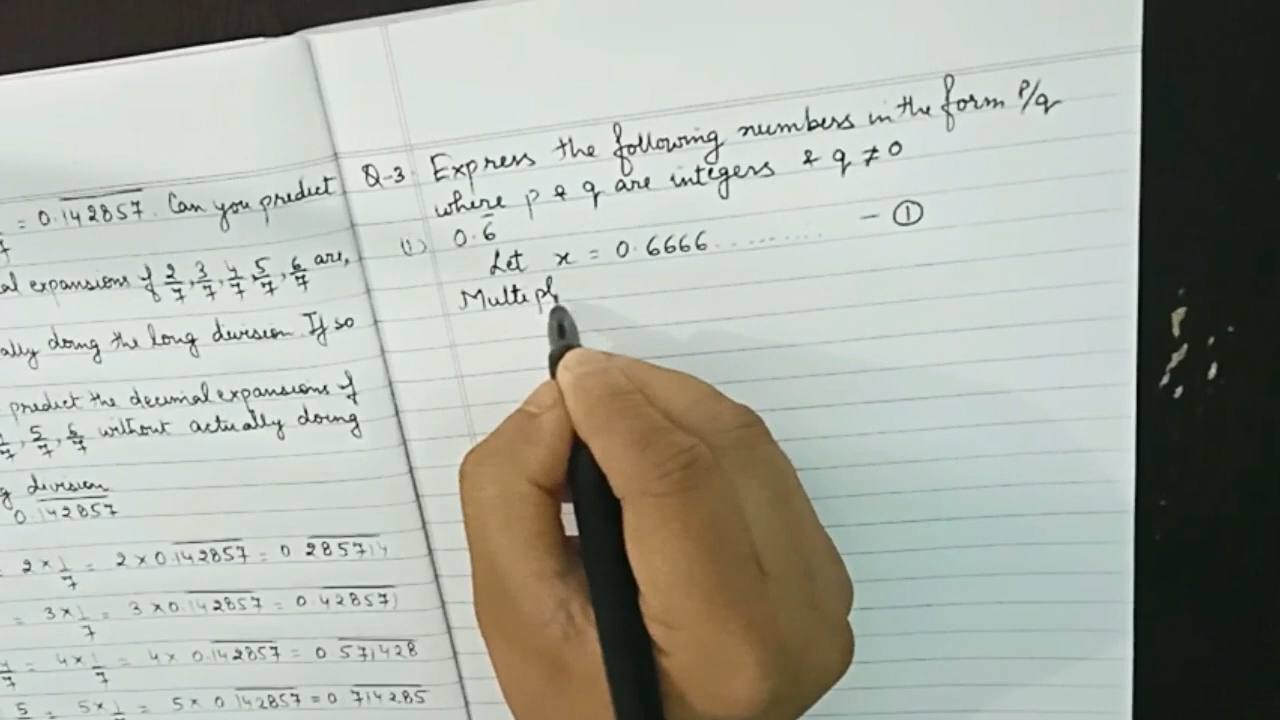 = 0.142857. Can you predict
al expansions of 2/7, 3/7, 4/7, 5/7, 6/7 are,
ally doing the long division. If so
predict the decimal expansions of
, 5/7, 6/7 without actually doing
g division
0.142857
= 2×1/7 = 2×0.142857 = 0 285714
= 3×1/7 = 3×0.142857 = 0.42857)
4/7 = 4×1/7 = 4× 0.142857 = 0 571428
5 = 5×1/ = 5× 0 142857 = 0 714285
Q-3. Express the following numbers in the form P/q
where p & q are integers & q ≠ 0
(i) 0.6̄
Let x = 0.6666......... - ①
Multipl